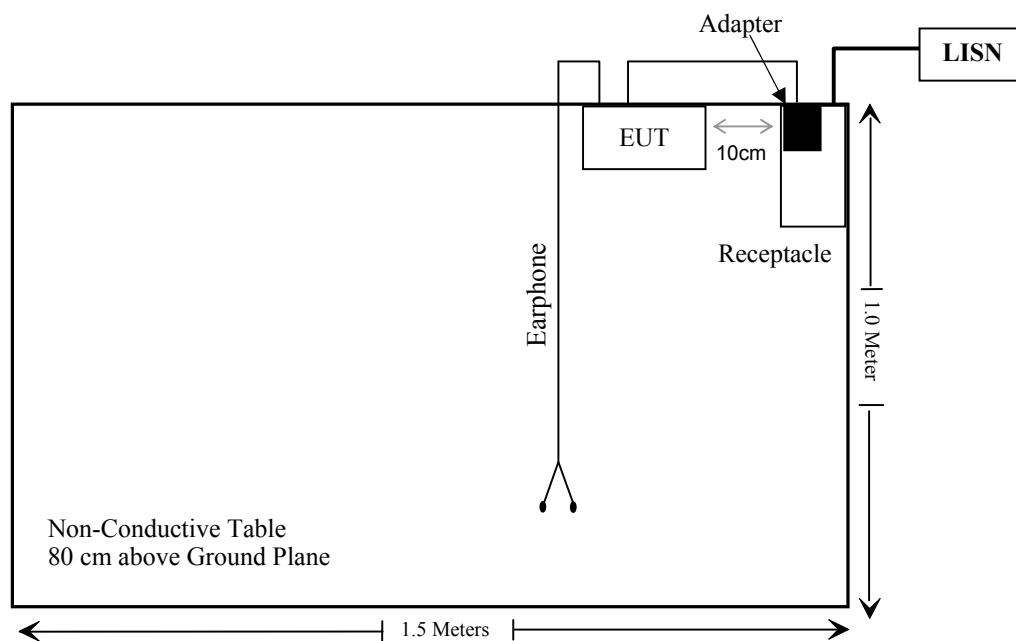 Adapter
LISN
EUT
10cm
Receptacle
Earphone
1.0 Meter
Non-Conductive Table
80 cm above Ground Plane
1.5 Meters